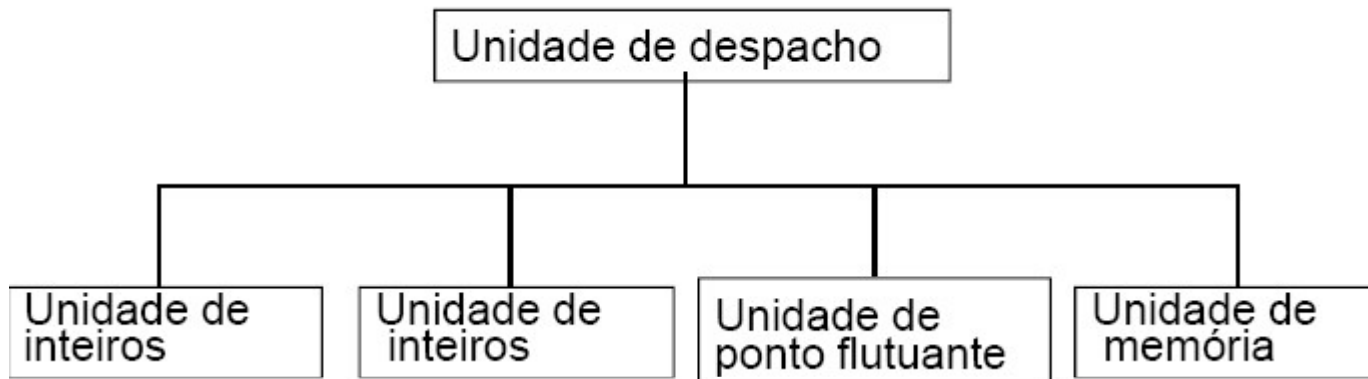 Unidade de despacho
Unidade de
inteiros
Unidade de
inteiros
Unidade de
ponto flutuante
Unidade de
memória